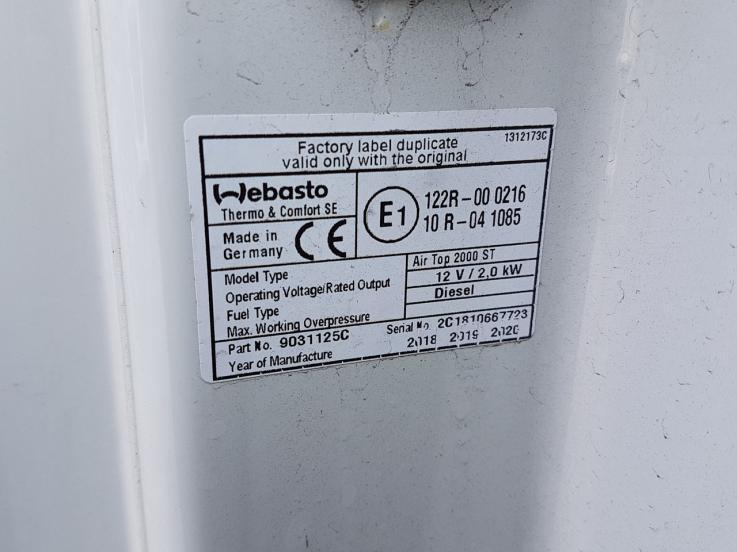 Factory label duplicate
valid only with the original
1312173C
Webasto
Thermo & Comfort SE
Made in
Germany
CE
E1
122R-00 0216
10 R-04 1085
Model Type
Air Top 2000 ST
Operating Voltage/Rated Output
12 V / 2,0 kW
Fuel Type
Diesel
Max. Working Overpressure
Part No. 9031125C
Serial No. 2C1810667723
Year of Manufacture
2018 2019 2020